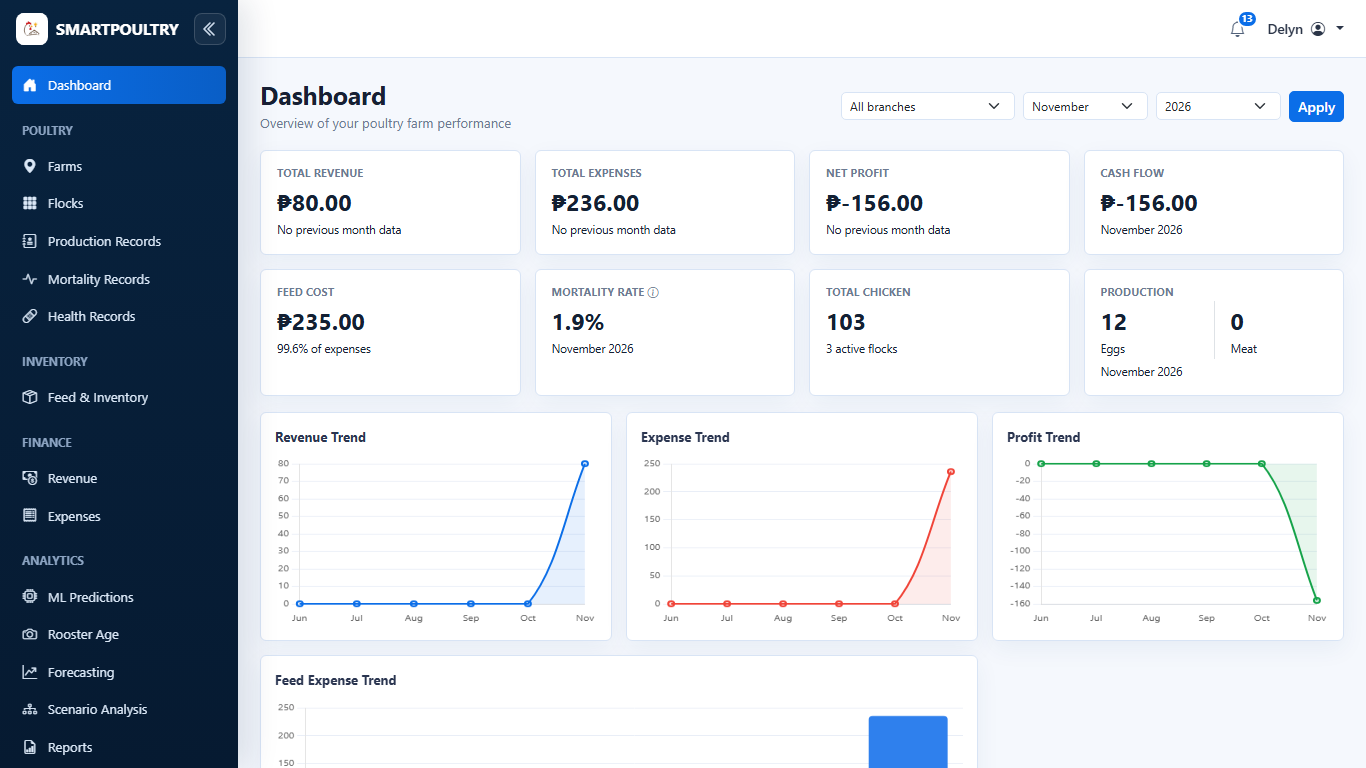 SMARTPOULTRY
13
Delyn
Dashboard
POULTRY
Farms
Flocks
Production Records
Mortality Records
Health Records
INVENTORY
Feed & Inventory
FINANCE
Revenue
Expenses
ANALYTICS
ML Predictions
Rooster Age
Forecasting
Scenario Analysis
Reports
Dashboard
Overview of your poultry farm performance
All branches
November
2026
Apply
TOTAL REVENUE
₱80.00
No previous month data
TOTAL EXPENSES
₱236.00
No previous month data
NET PROFIT
₱-156.00
No previous month data
CASH FLOW
₱-156.00
November 2026
FEED COST
₱235.00
99.6% of expenses
MORTALITY RATE
1.9%
November 2026
TOTAL CHICKEN
103
3 active flocks
PRODUCTION
12
Eggs
0
Meat
November 2026
Revenue Trend
80
70
60
50
40
30
20
10
0
Jun Jul Aug Sep Oct Nov
Expense Trend
250
200
150
100
50
0
Jun Jul Aug Sep Oct Nov
Profit Trend
0
-20
-40
-60
-80
-100
-120
-140
-160
Jun Jul Aug Sep Oct Nov
Feed Expense Trend
250
200
150